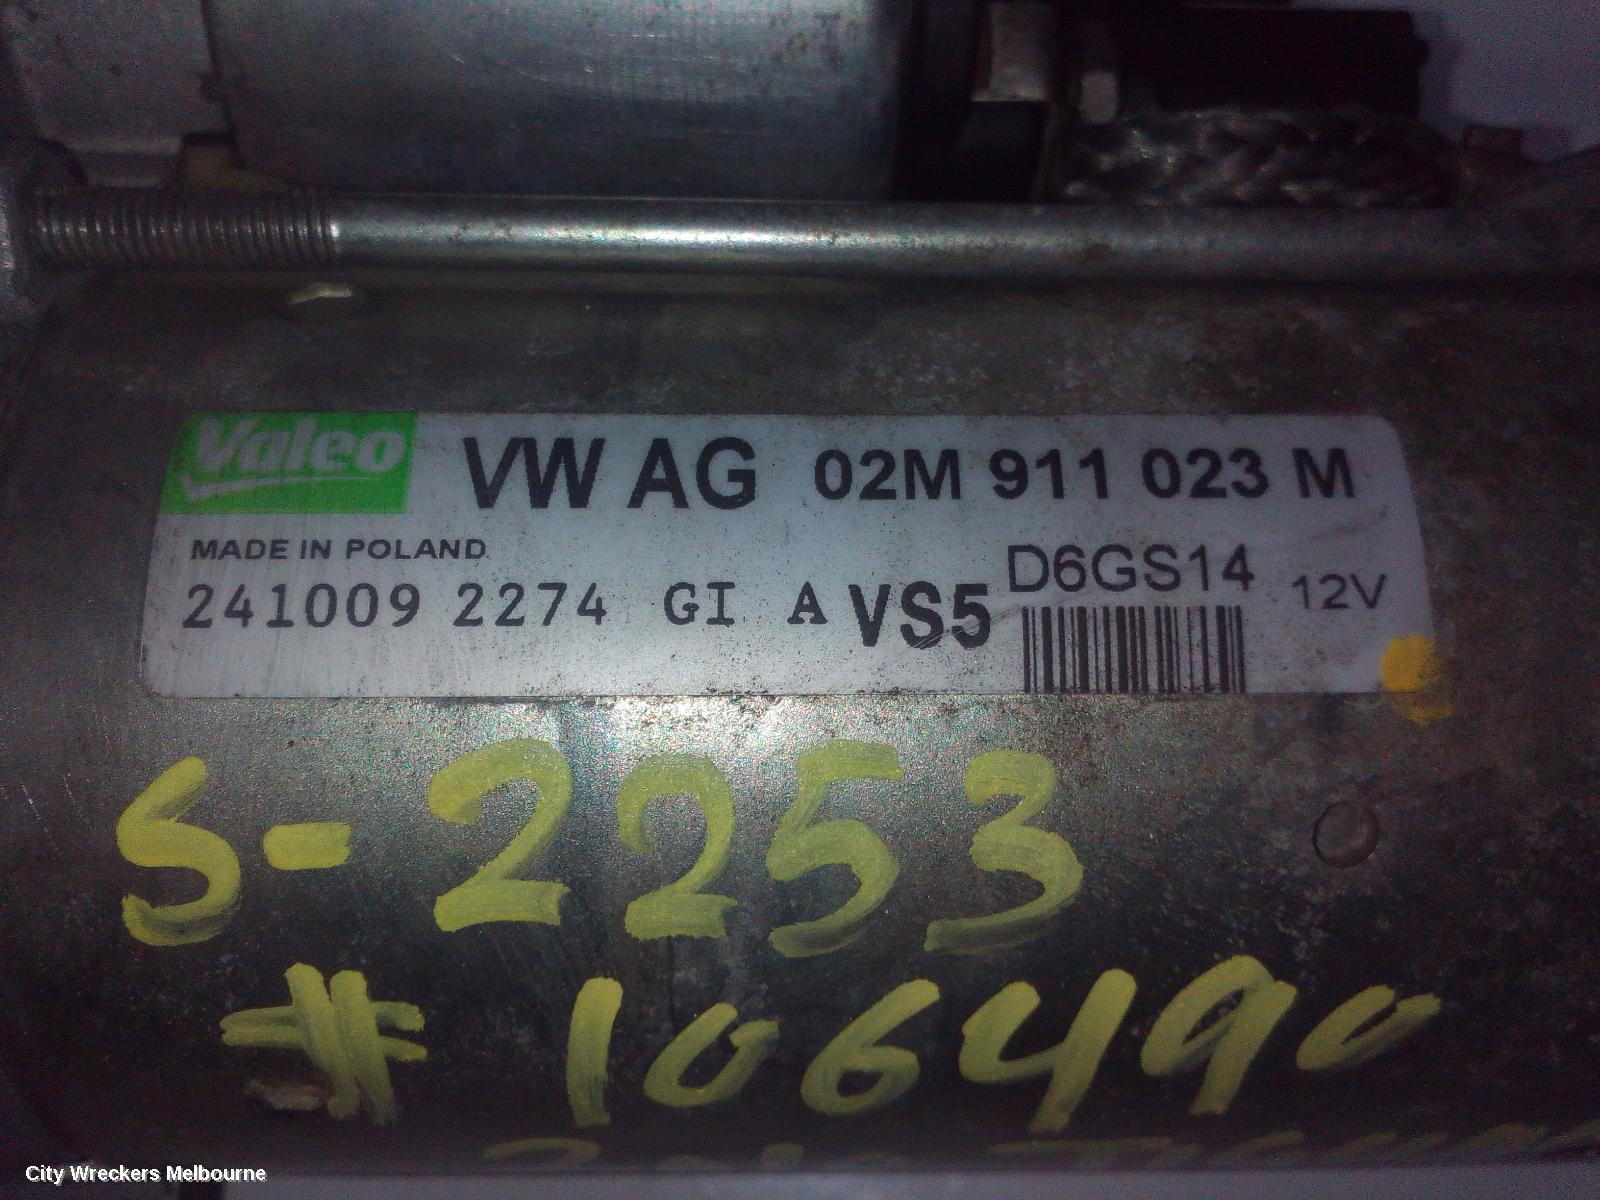 Valeo VW AG 02M 911 023 M
MADE IN POLAND
D6GS14 12V
241009 2274 GI A VS5
S-2253
#106490
City Wreckers Melbourne